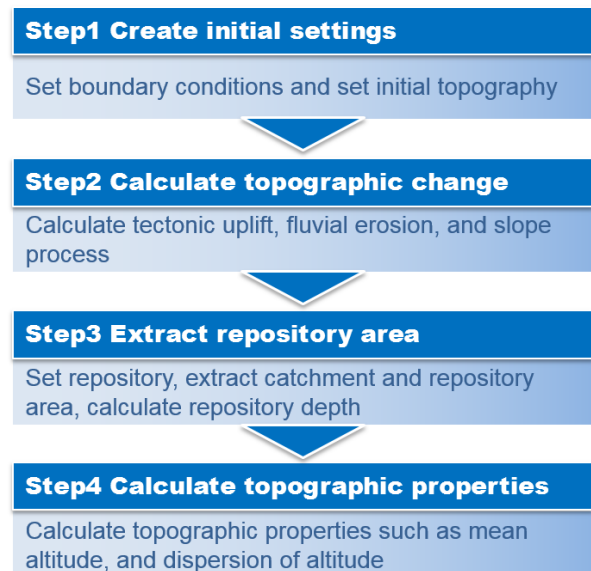 Step1 Create initial settings
Set boundary conditions and set initial topography
Step2 Calculate topographic change
Calculate tectonic uplift, fluvial erosion, and slope
process
Step3 Extract repository area
Set repository, extract catchment and repository
area, calculate repository depth
Step4 Calculate topographic properties
Calculate topographic properties such as mean
altitude, and dispersion of altitude